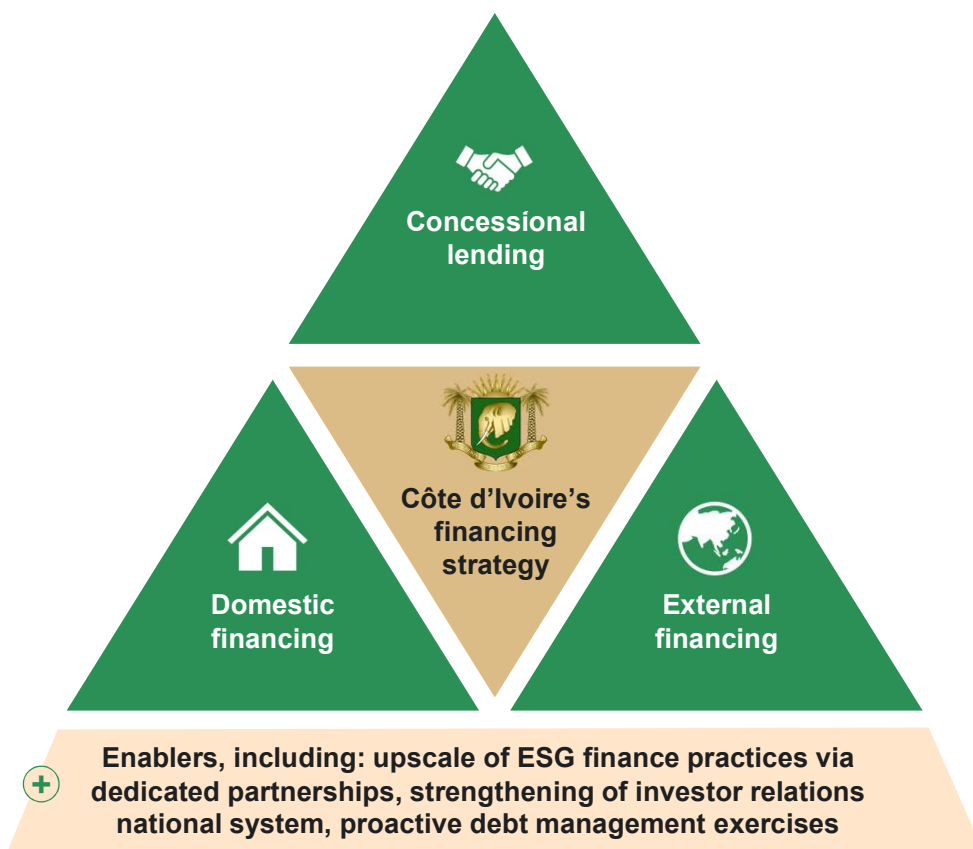 Concessional
lending
Côte d’Ivoire’s
financing
strategy
Domestic
financing
External
financing
Enablers, including: upscale of ESG finance practices via
dedicated partnerships, strengthening of investor relations
national system, proactive debt management exercises